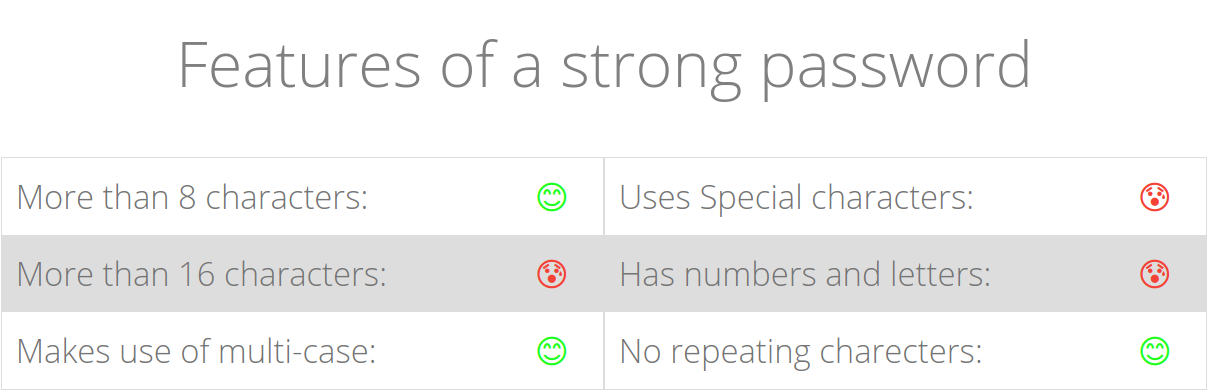 Features of a strong password
More than 8 characters:
Uses Special characters:
More than 16 characters:
Has numbers and letters:
Makes use of multi-case:
No repeating charecters: